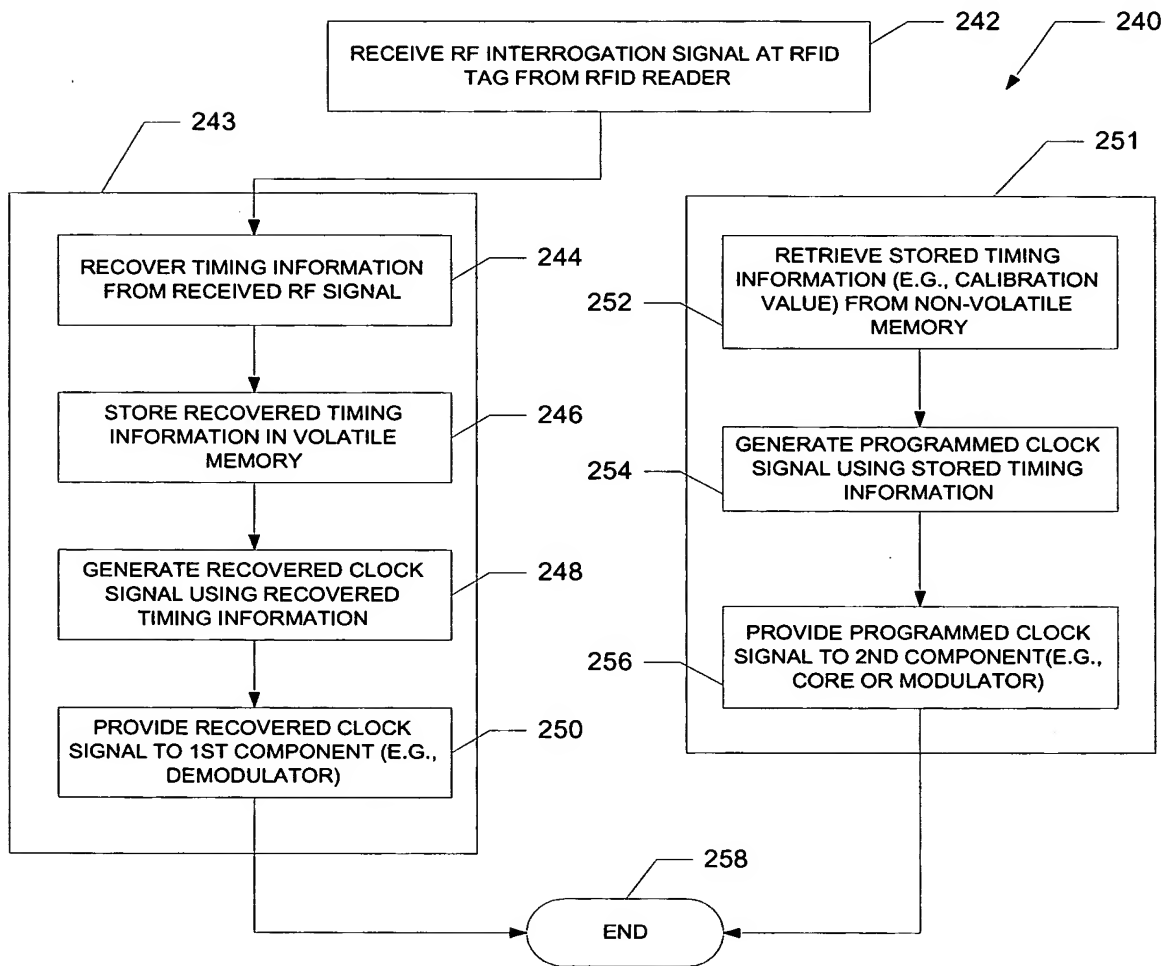 242
240
RECEIVE RF INTERROGATION SIGNAL AT RFID
TAG FROM RFID READER
243
251
RECOVER TIMING INFORMATION
FROM RECEIVED RF SIGNAL
244
STORE RECOVERED TIMING
INFORMATION IN VOLATILE
MEMORY
246
GENERATE RECOVERED CLOCK
SIGNAL USING RECOVERED
TIMING INFORMATION
248
PROVIDE RECOVERED CLOCK
SIGNAL TO 1ST COMPONENT (E.G.,
DEMODULATOR)
250
RETRIEVE STORED TIMING
INFORMATION (E.G., CALIBRATION
VALUE) FROM NON-VOLATILE
MEMORY
252
GENERATE PROGRAMMED CLOCK
SIGNAL USING STORED TIMING
INFORMATION
254
PROVIDE PROGRAMMED CLOCK
SIGNAL TO 2ND COMPONENT(E.G.,
CORE OR MODULATOR)
256
258
END